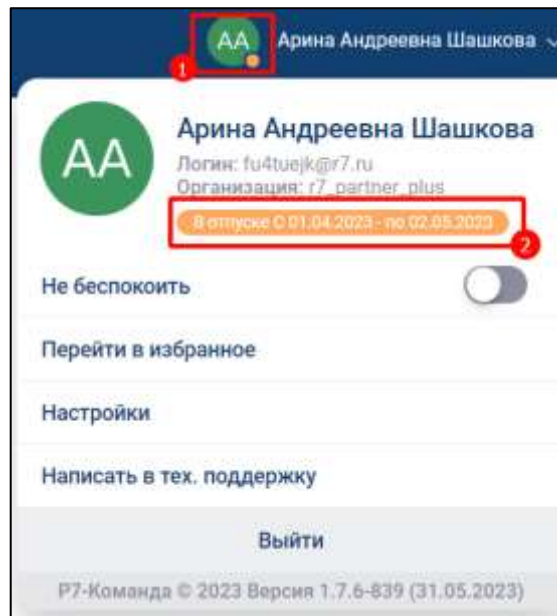 АА Арина Андреевна Шашкова
1
АА
Арина Андреевна Шашкова
Логин: fu4tuejk@r7.ru
Организация: r7_partner_plus
В отпуске С 01.04.2023 - по 02.05.2023
2
Не беспокоить
Перейти в избранное
Настройки
Написать в тех. поддержку
Выйти
Р7-Команда © 2023 Версия 1.7.6-839 (31.05.2023)